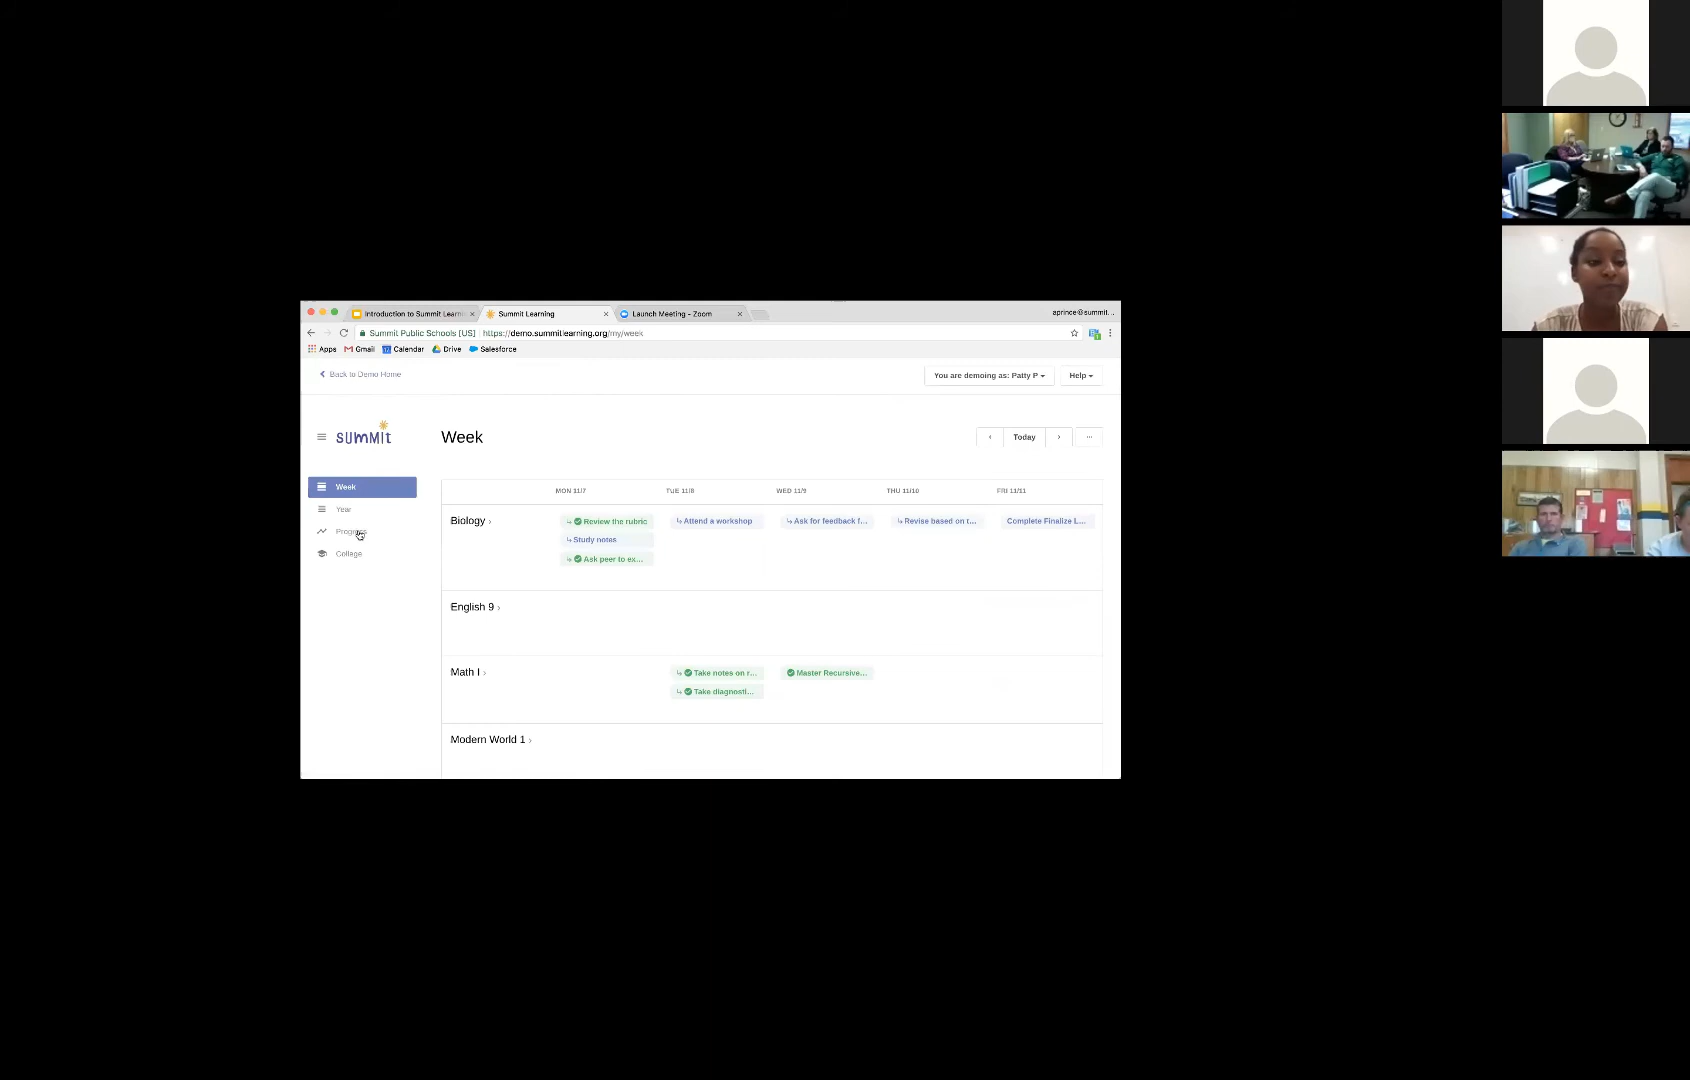 Introduction to Summit Learni
Summit Learning
Launch Meeting - Zoom
aprince@summit...
Summit Public Schools [US]
https://demo.summitlearning.org/my/week
Apps
Gmail
Calendar
Drive
Salesforce
Back to Demo Home
You are demoing as: Patty P
Help
summit
Week
Today
...
Week
Year
Progress
College
MON 11/7
TUE 11/8
WED 11/9
THU 11/10
FRI 11/11
Biology
Review the rubric
Attend a workshop
Ask for feedback f...
Revise based on t...
Complete Finalize L...
Study notes
Ask peer to ex...
English 9
Math I
Take notes on r...
Master Recursive...
Take diagnosti...
Modern World 1